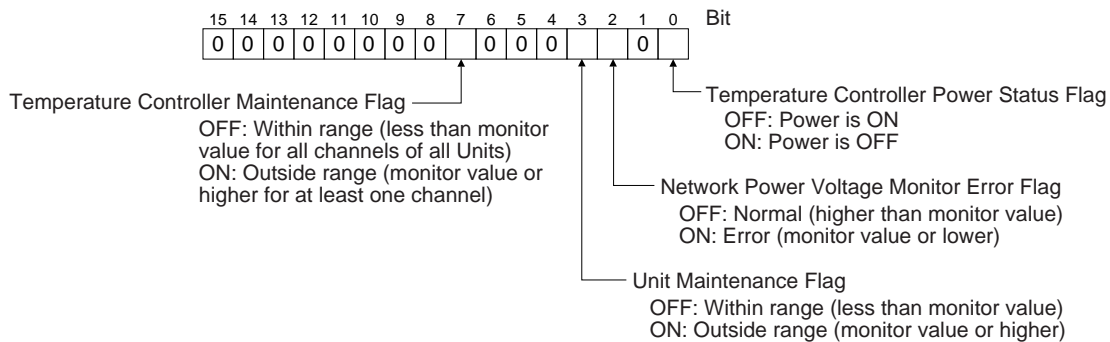 15 14 13 12 11 10 9 8 7 6 5 4 3 2 1 0 Bit
0 0 0 0 0 0 0 0 0 0 0 0
Temperature Controller Maintenance Flag
OFF: Within range (less than monitor
value for all channels of all Units)
ON: Outside range (monitor value or
higher for at least one channel)
Temperature Controller Power Status Flag
OFF: Power is ON
ON: Power is OFF
Network Power Voltage Monitor Error Flag
OFF: Normal (higher than monitor value)
ON: Error (monitor value or lower)
Unit Maintenance Flag
OFF: Within range (less than monitor value)
ON: Outside range (monitor value or higher)